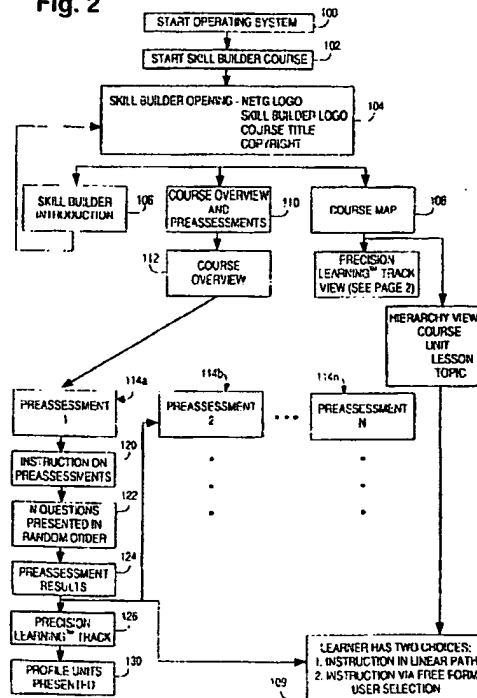 Fig. 2
START OPERATING SYSTEM
100
START SKILL BUILDER COURSE
102
SKILL BUILDER OPENING - NETG LOGO
SKILL BUILDER LOGO
COURSE TITLE
COPYRIGHT
104
SKILL BUILDER
INTRODUCTION
106
COURSE OVERVIEW
AND
PREASSESSMENTS
110
COURSE MAP
108
112
COURSE
OVERVIEW
PRECISION
LEARNING™ TRACK
VIEW (SEE PAGE 2)
HIERARCHY VIEW
COURSE
UNIT
LESSON
TOPIC
PREASSESSMENT
1
114a
PREASSESSMENT
2
114b
...
PREASSESSMENT
N
114n
INSTRUCTION ON
PREASSESSMENTS
120
N QUESTIONS
PRESENTED IN
RANDOM ORDER
122
PREASSESSMENT
RESULTS
124
PRECISION
LEARNING™ TRACK
126
PROFILE UNITS
PRESENTED
130
LEARNER HAS TWO CHOICES:
1. INSTRUCTION IN LINEAR PATH
2. INSTRUCTION VIA FREE FORM
USER SELECTION
109